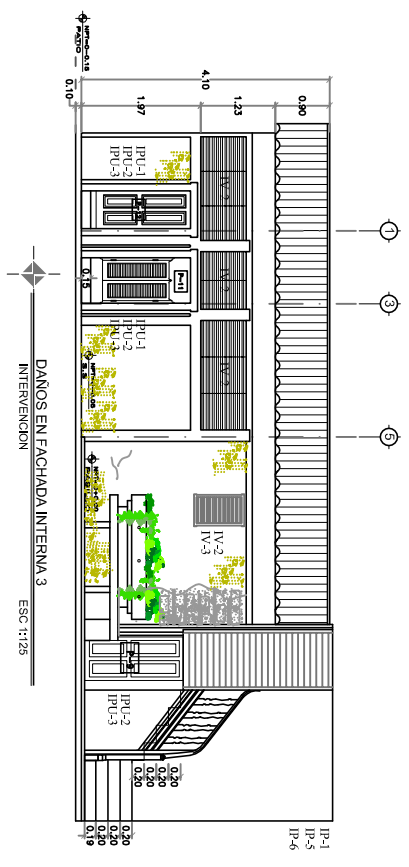 1
3
5
0.90
1.23
1.97
4.10
0.10
NPT=0-0.15
PATIO
IV-2
IV-2
IV-2
IPU-1
IPU-2
IPU-3
P-11
0.15
IPU-1
IPU-2
IPU-3
S.S
IV-2
IV-3
P-9
IPU-2
IPU-3
0.20
0.20
0.20
0.20
0.20
0.20
0.20
0.19
IP-1
IP-5
IP-6
DAÑOS EN FACHADA INTERNA 3
INTERVENCION
ESC 1:125